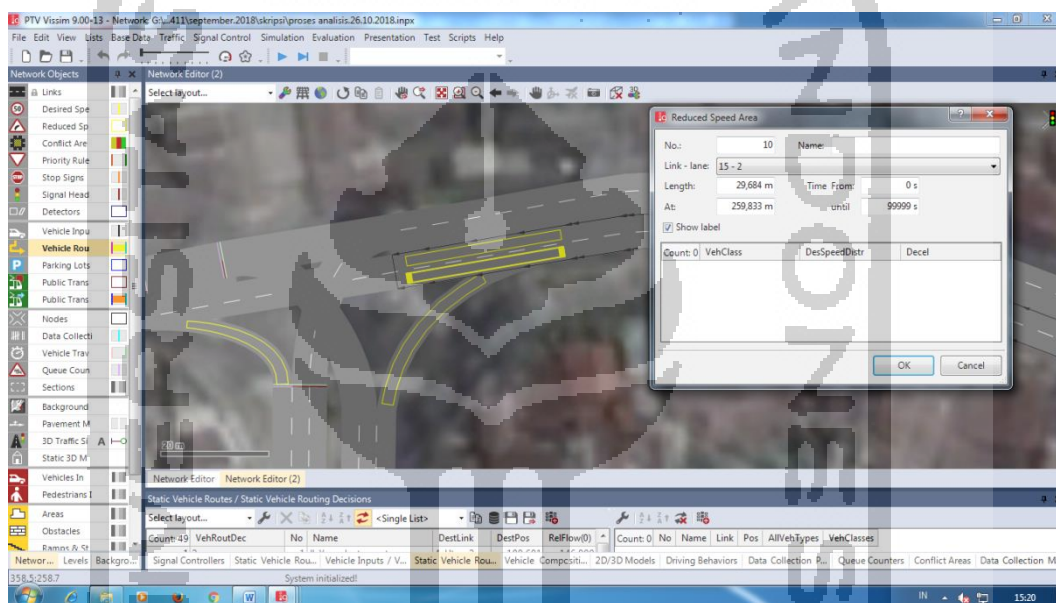 PTV Vissim 9.00-13 - Network: G:\...411\september.2018\skripsi\proses analisis.26.10.2018.inpx
File Edit View Lists Base Data Traffic Signal Control Simulation Evaluation Presentation Test Scripts Help
Network Objects
Network Editor (2)
Links
Select layout...
Desired Spe
Reduced Sp
Conflict Are
Priority Rule
Stop Signs
Signal Head
Detectors
Vehicle Inpu
Vehicle Rou
Parking Lots
Public Trans
Public Trans
Nodes
Data Collecti
Vehicle Trav
Queue Coun
Sections
Background
Pavement M
3D Traffic Si
Static 3D M
Vehicles In
Pedestrians I
Areas
Obstacles
Ramps & St
Networ... Levels Backgro...
Reduced Speed Area
No.: 10 Name:
Link - lane: 15 - 2
Length: 29,684 m Time From: 0 s
At: 259,833 m until 99999 s
Show label
Count: 0 VehClass DesSpeedDistr Decel
OK Cancel
20 m
Network Editor Network Editor (2)
Static Vehicle Routes / Static Vehicle Routing Decisions
Select layout... <Single List>
Count: 49 VehRoutDec No Name DestLink DestPos RelFlow(0) Count: 0 No Name Link Pos AllVehTypes VehClasses
Signal Controllers Static Vehicle Rou... Vehicle Inputs / V... Static Vehicle Rou... Vehicle Compositi... 2D/3D Models Driving Behaviors Data Collection P... Queue Counters Conflict Areas Data Collection M
358.5:258.7 System initialized!
IN 15:20